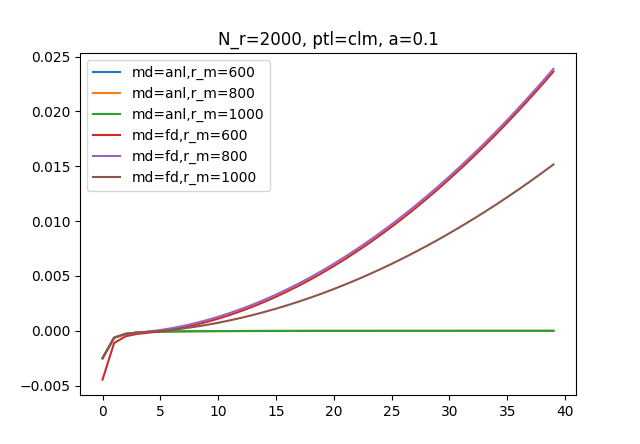 N_r=2000, ptl=clm, a=0.1
0.025
0.020
0.015
0.010
0.005
0.000
−0.005
md=anl,r_m=600
md=anl,r_m=800
md=anl,r_m=1000
md=fd,r_m=600
md=fd,r_m=800
md=fd,r_m=1000
0 5 10 15 20 25 30 35 40